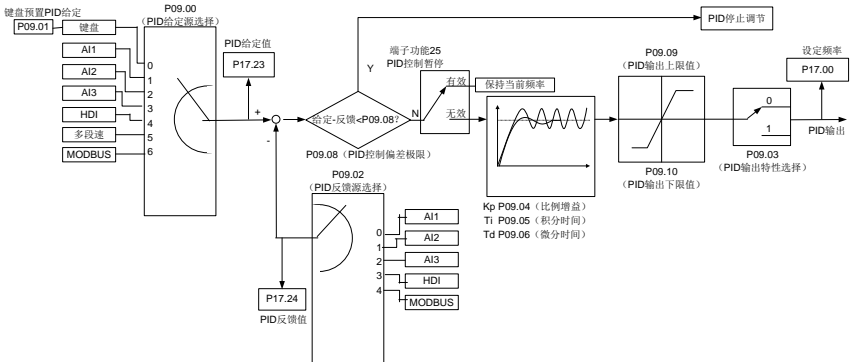 键盘预置PID给定
P09.01
键盘
AI1
AI2
AI3
HDI
多段速
MODBUS
P09.00
(PID给定源选择)
0
1
2
3
4
5
6
PID给定值
P17.23
+
-
给定-反馈<P09.08?
Y
N
P09.08(PID控制偏差极限)
PID停止调节
端子功能25
PID控制暂停
有效
无效
保持当前频率
Kp P09.04(比例增益)
Ti P09.05(积分时间)
Td P09.06(微分时间)
P09.09
(PID输出上限值)
P09.10
(PID输出下限值)
设定频率
P17.00
0
1
PID输出
P09.03
(PID输出特性选择)
P09.02
(PID反馈源选择)
0
1
2
3
4
AI1
AI2
AI3
HDI
MODBUS
P17.24
PID反馈值